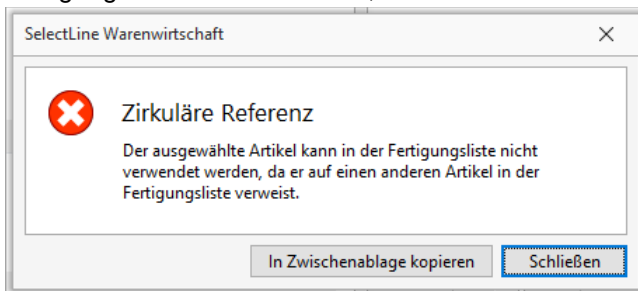 SelectLine Warenwirtschaft
Zirkuläre Referenz
Der ausgewählte Artikel kann in der Fertigungsliste nicht
verwendet werden, da er auf einen anderen Artikel in der
Fertigungsliste verweist.
In Zwischenablage kopieren
Schließen